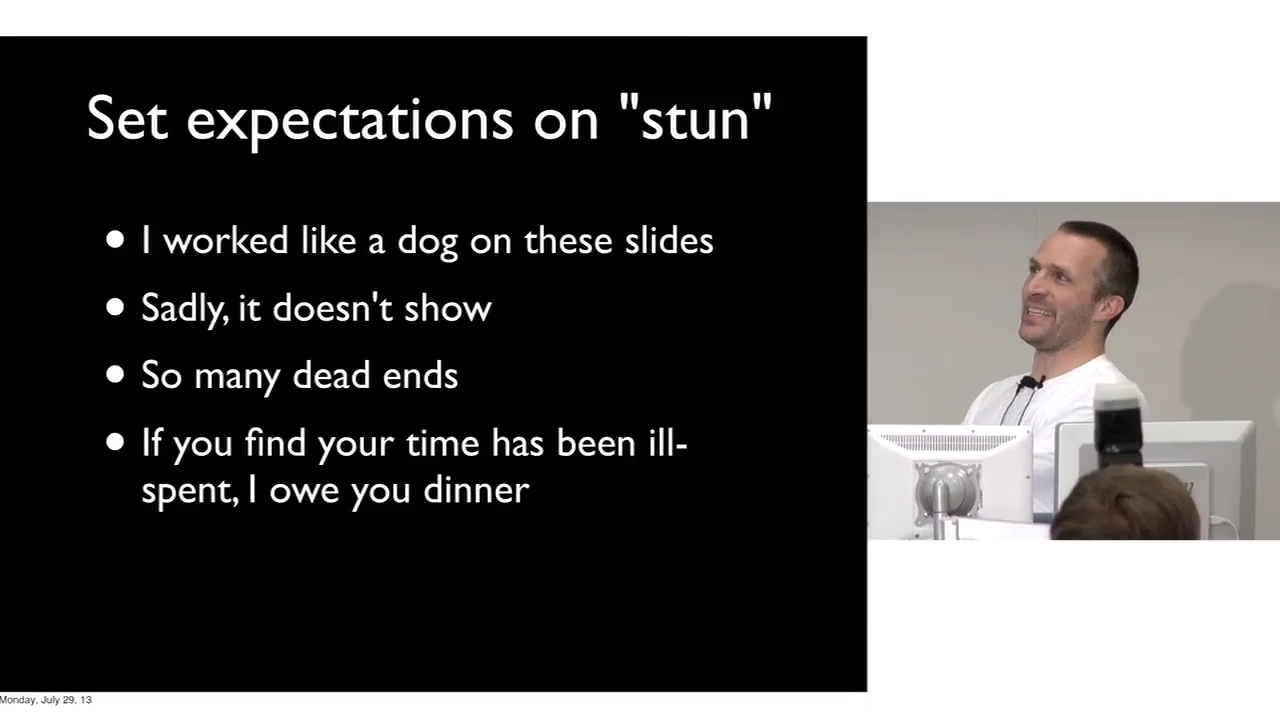 Set expectations on "stun"
• I worked like a dog on these slides
• Sadly, it doesn't show
• So many dead ends
• If you find your time has been ill-
spent, I owe you dinner
Monday, July 29, 13